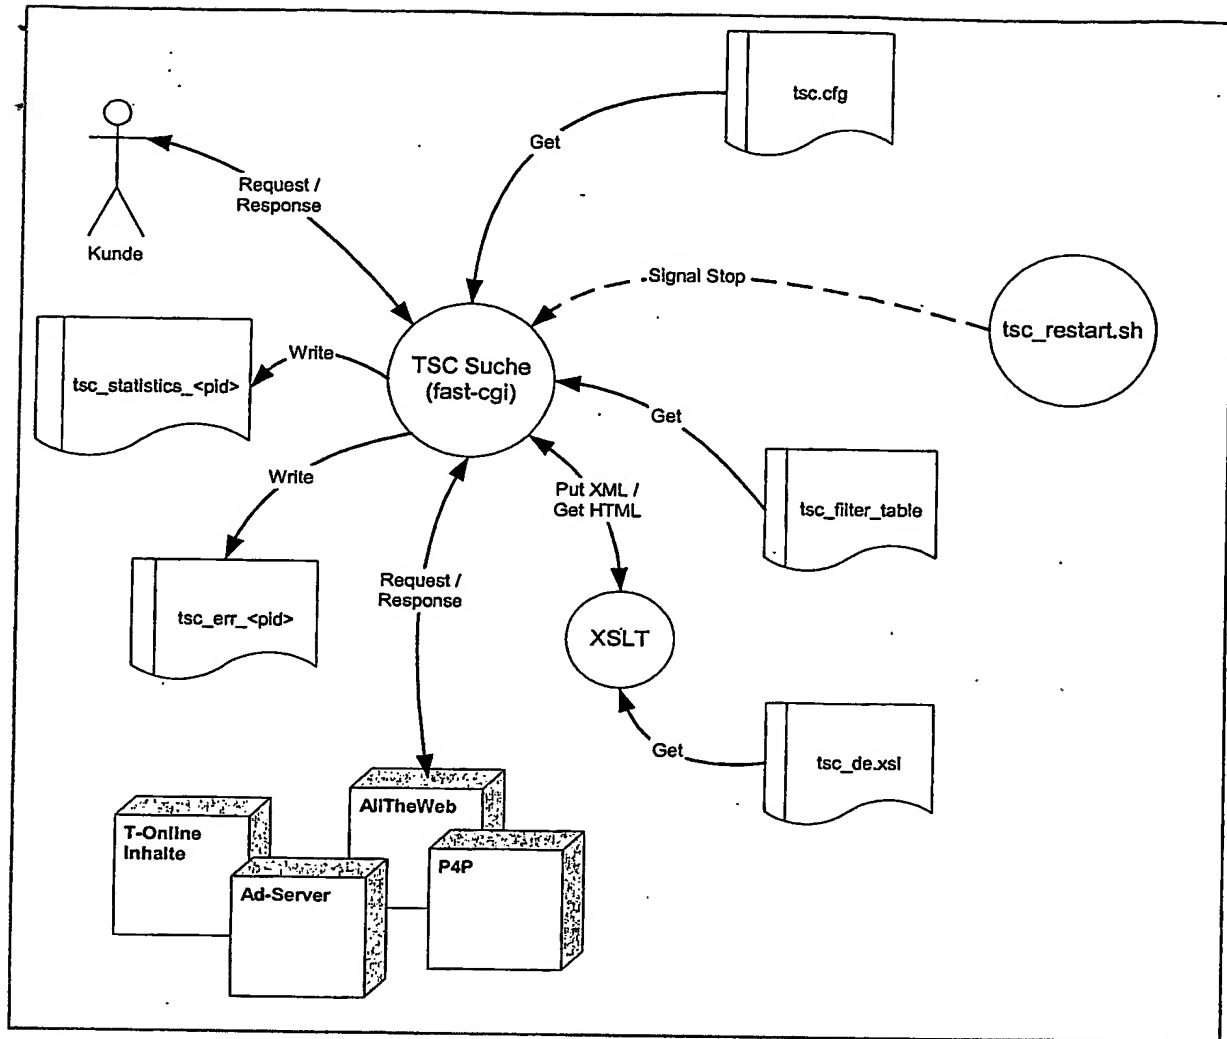 tsc.cfg
Get
Request /
Response
Kunde
Signal Stop
tsc_restart.sh
TSC Suche
(fast-cgi)
Write
tsc_statistics_<pid>
Get
Write
Put XML /
Get HTML
tsc_filter_table
tsc_err_<pid>
Request /
Response
XSLT
Get
tsc_de.xsl
AllTheWeb
T-Online
Inhalte
P4P
Ad-Server